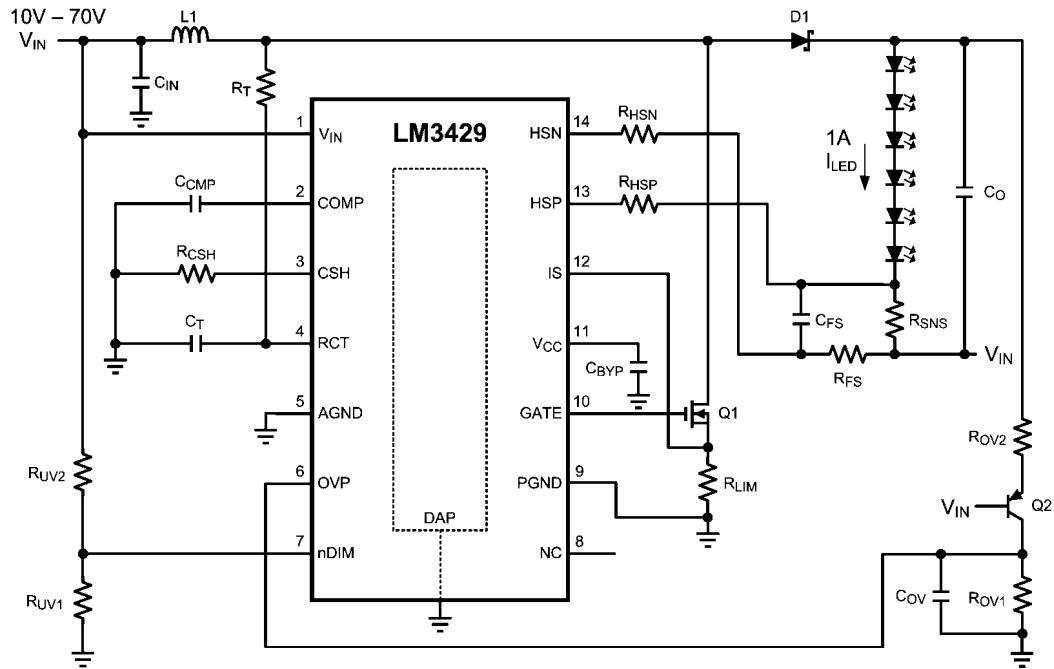 10V – 70V
VIN
L1
D1
CIN
RT
LM3429
1
VIN
HSN
14
RHSN
1A
ILED
CCMP
2
COMP
HSP
13
RHSP
CO
RCSH
3
CSH
IS
12
CT
4
RCT
VCC
11
CBYP
CFS
RSNS
RFS
VIN
5
AGND
GATE
10
Q1
RUV2
6
OVP
PGND
9
RLIM
ROV2
DAP
VIN
Q2
7
nDIM
NC
8
RUV1
COV
ROV1